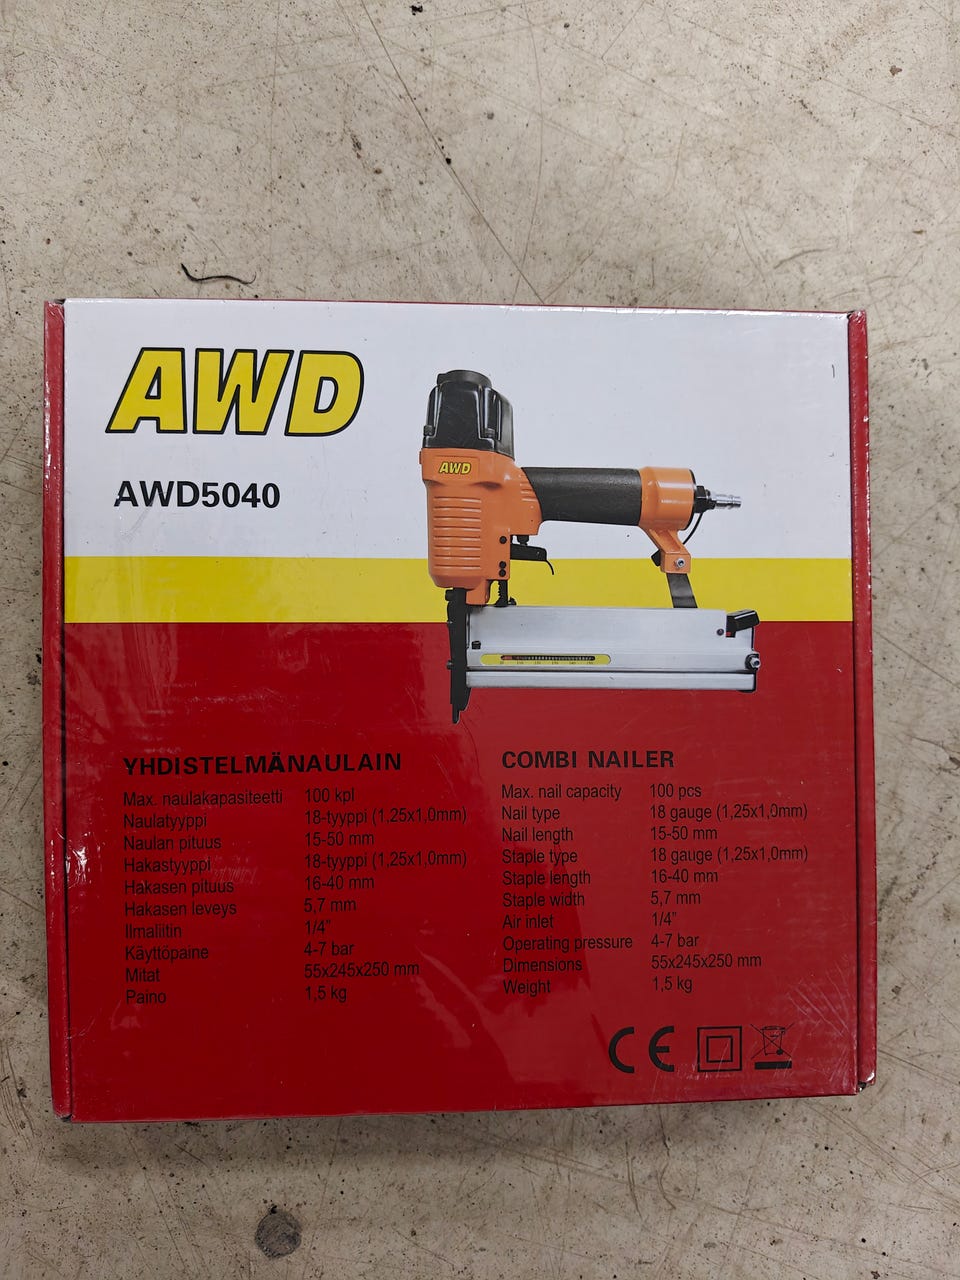 AWD
AWD5040
AWD
YHDISTELMÄNAULAIN
Max. naulakapasiteetti 100 kpl
Naulatyyppi 18-tyyppi (1,25x1,0mm)
Naulan pituus 15-50 mm
Hakastyyppi 18-tyyppi (1,25x1,0mm)
Hakasen pituus 16-40 mm
Hakasen leveys 5,7 mm
Ilmaliitin 1/4"
Käyttöpaine 4-7 bar
Mitat 55x245x250 mm
Paino 1,5 kg
COMBI NAILER
Max. nail capacity 100 pcs
Nail type 18 gauge (1,25x1,0mm)
Nail length 15-50 mm
Staple type 18 gauge (1,25x1,0mm)
Staple length 16-40 mm
Staple width 5,7 mm
Air inlet 1/4"
Operating pressure 4-7 bar
Dimensions 55x245x250 mm
Weight 1,5 kg
CE